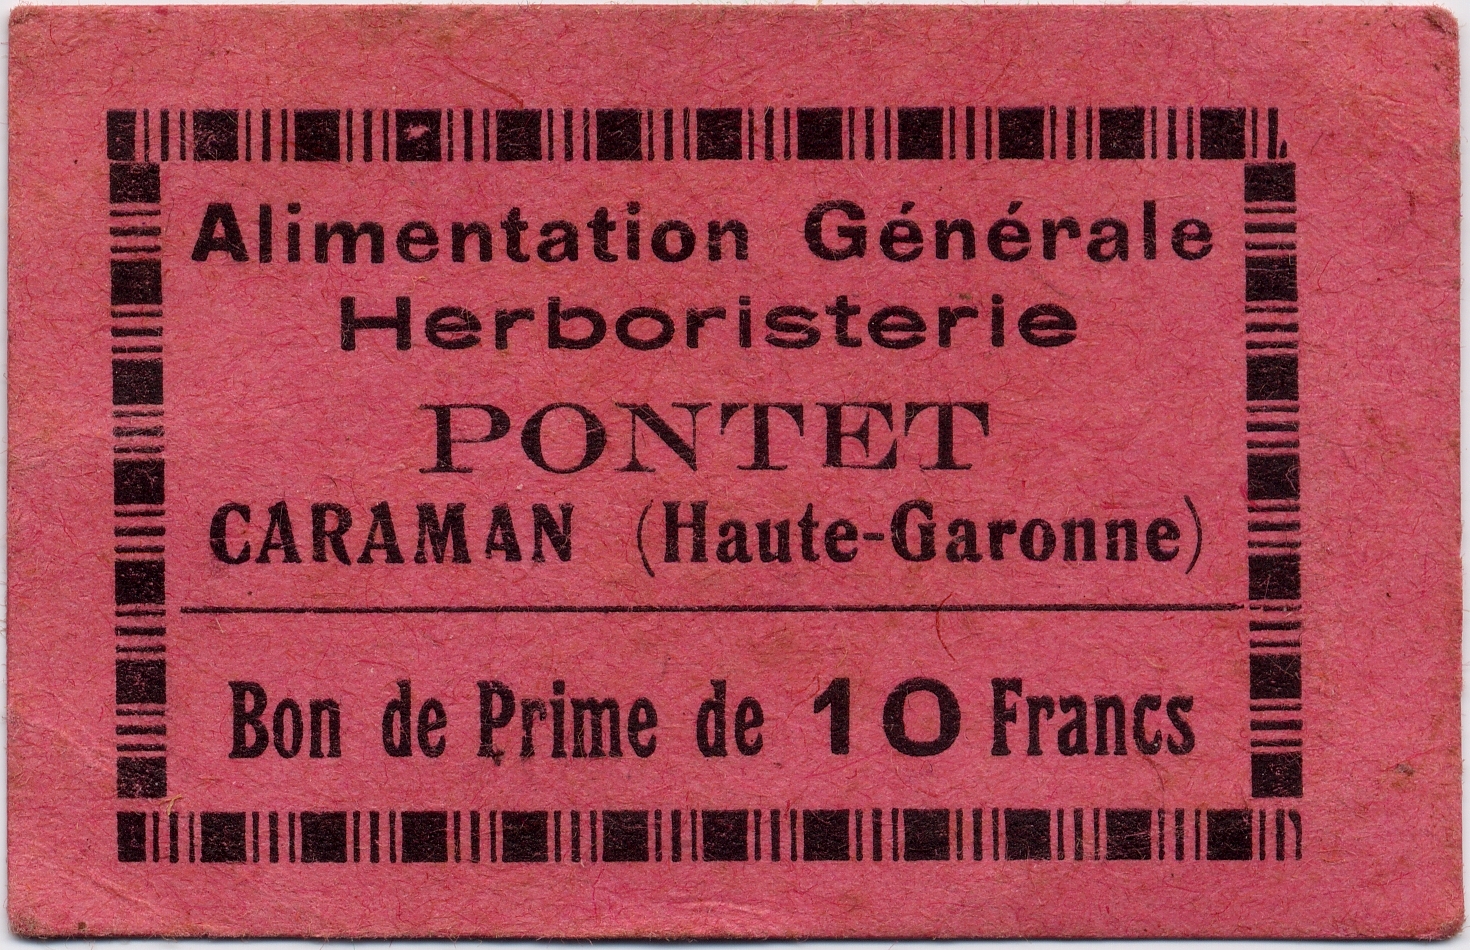 Alimentation Générale
Herboristerie
PONTET
CARAMAN (Haute-Garonne)
Bon de Prime de 10 Francs